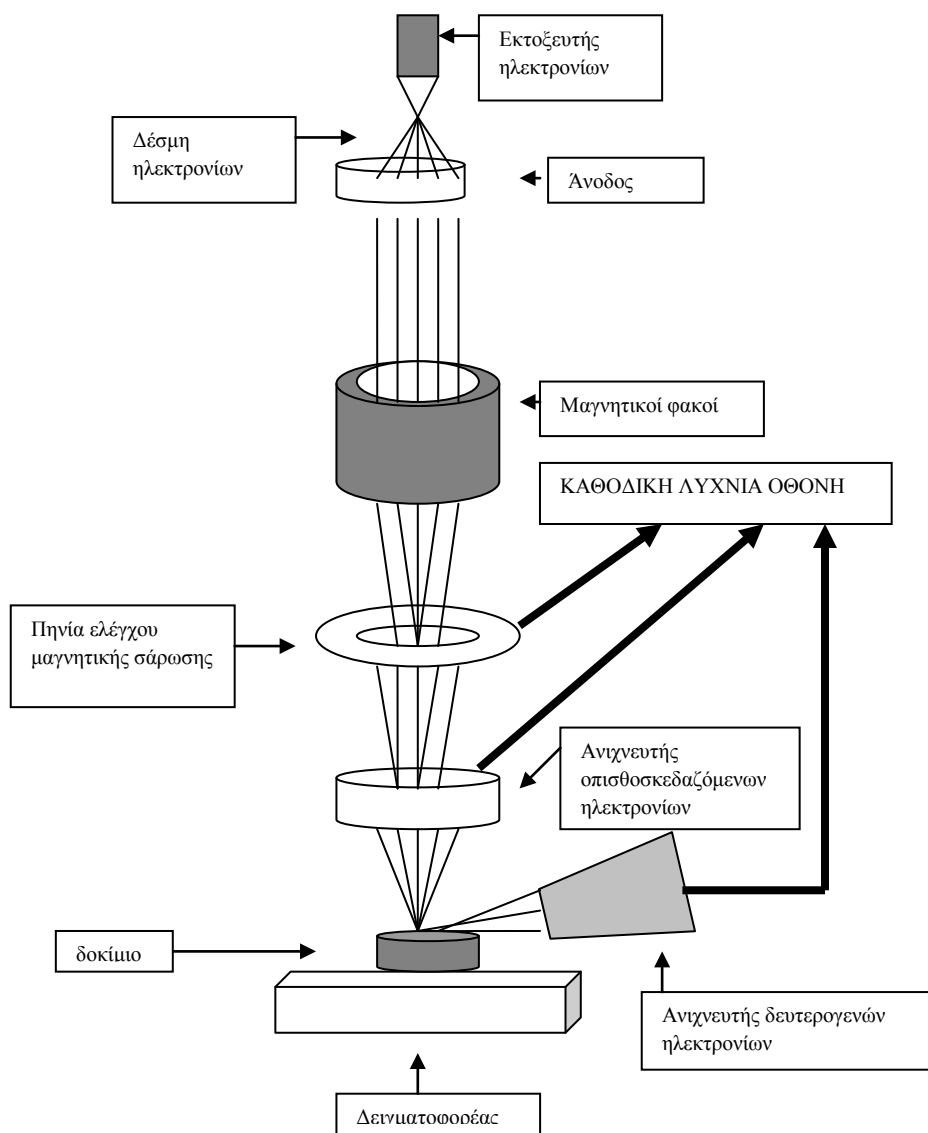 Εκτοξευτής
ηλεκτρονίων
Δέσμη
ηλεκτρονίων
Άνοδος
Μαγνητικοί φακοί
ΚΑΘΟΔΙΚΗ ΛΥΧΝΙΑ ΟΘΟΝΗ
Πηνία ελέγχου
μαγνητικής σάρωσης
Ανιχνευτής
οπισθοσκεδαζόμενων
ηλεκτρονίων
δοκίμιο
Ανιχνευτής δευτερογενών
ηλεκτρονίων
Δειγματοφορέας